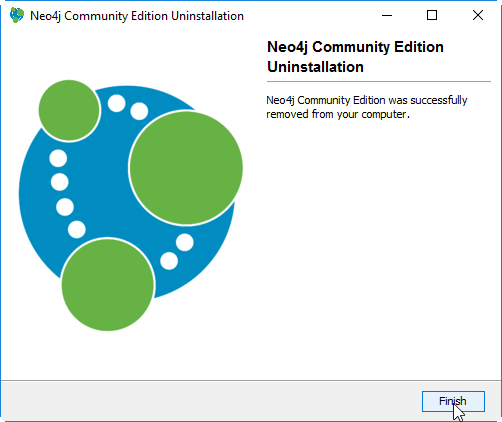 Neo4j Community Edition Uninstallation
Neo4j Community Edition
Uninstallation
Neo4j Community Edition was successfully
removed from your computer.
Finish